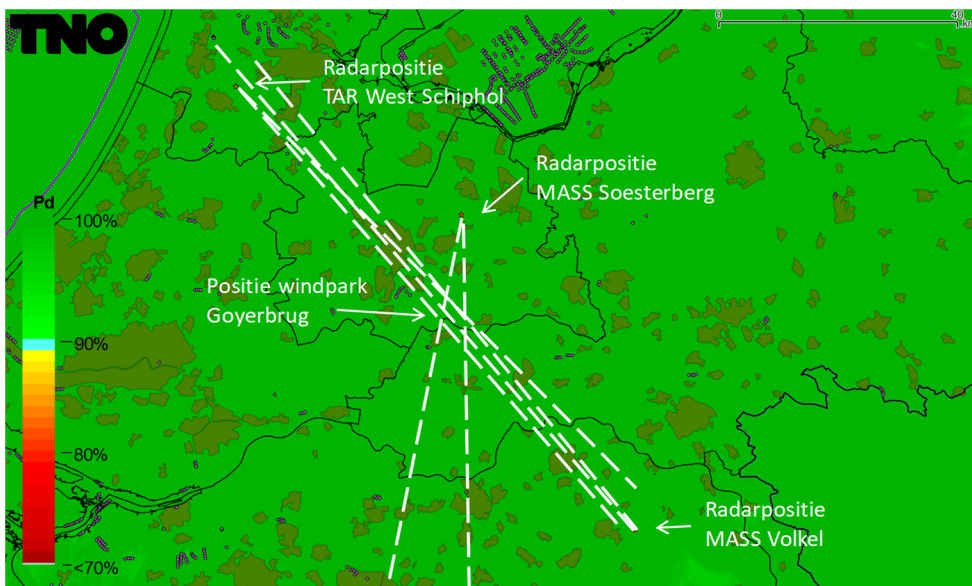 TNO
0
40
km
Radarpositie
TAR West Schiphol
Radarpositie
MASS Soesterberg
Pd
100%
Positie windpark
Goyerbrug
90%
80%
Radarpositie
MASS Volkel
<70%